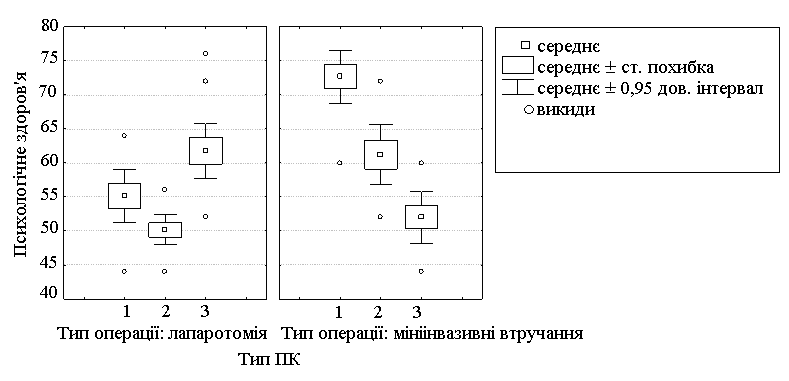 Психологічне здоров'я
80
75
70
65
60
55
50
45
40
1 2 3
Тип операції: лапаротомія
1 2 3
Тип операції: мініінвазивні втручання
Тип ПК
середнє
середнє ± ст. похибка
середнє ± 0,95 дов. інтервал
викиди